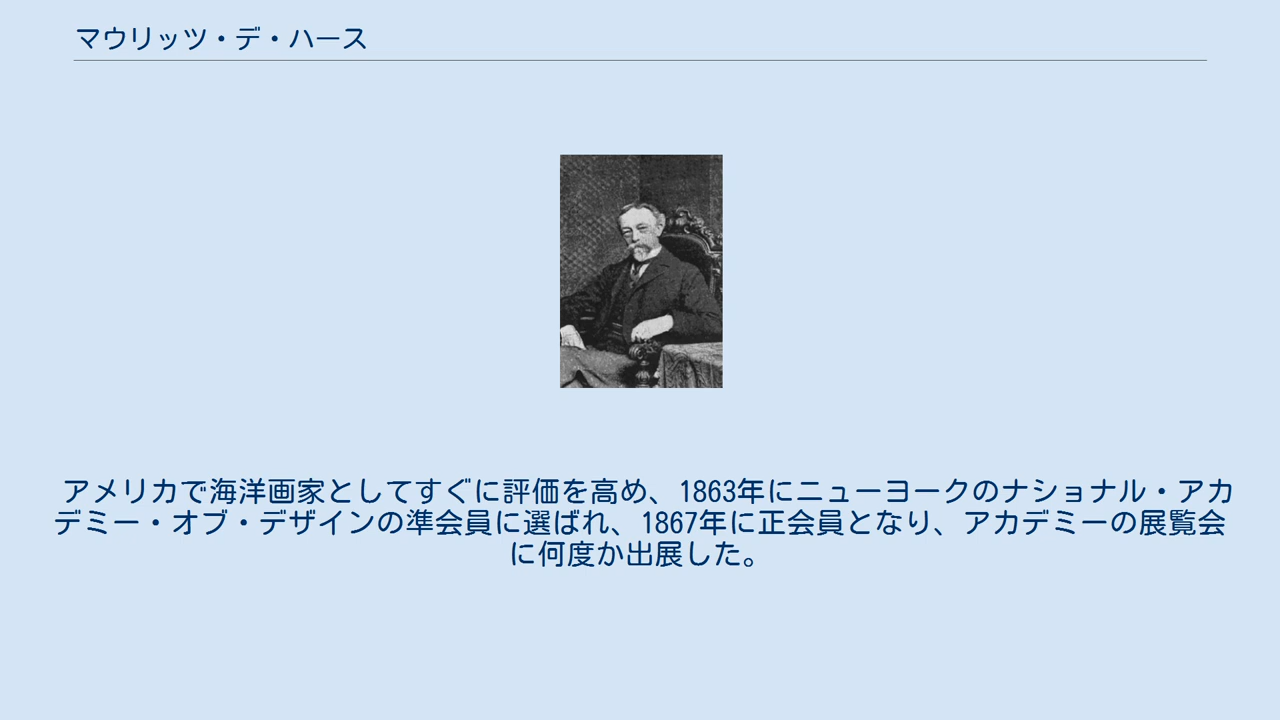 マウリッツ・デ・ハース
アメリカで海洋画家としてすぐに評価を高め、1863年にニューヨークのナショナル・アカ
デミー・オブ・デザインの準会員に選ばれ、1867年に正会員となり、アカデミーの展覧会
に何度か出展した。